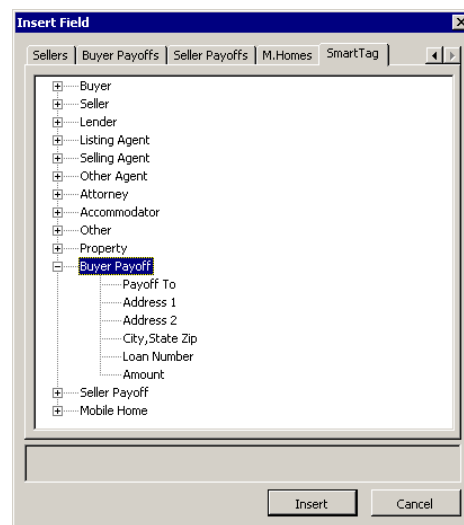 Insert Field
Sellers Buyer Payoffs Seller Payoffs M.Homes SmartTag
Buyer
Seller
Lender
Listing Agent
Selling Agent
Other Agent
Attorney
Accommodator
Other
Property
Buyer Payoff
Payoff To
Address 1
Address 2
City,State Zip
Loan Number
Amount
Seller Payoff
Mobile Home
Insert Cancel